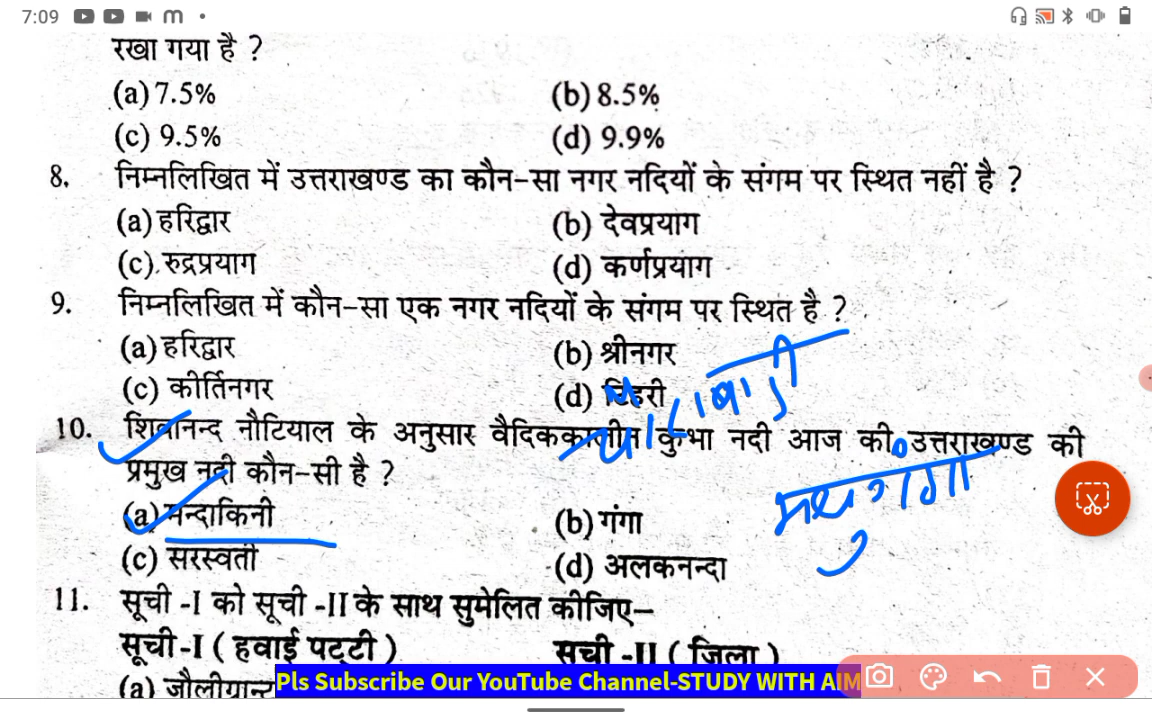 7:09
रखा गया है ?
(a) 7.5% (b) 8.5%
(c) 9.5% (d) 9.9%
8. निम्नलिखित में उत्तराखण्ड का कौन-सा नगर नदियों के संगम पर स्थित नहीं है ?
(a) हरिद्वार (b) देवप्रयाग
(c) रुद्रप्रयाग (d) कर्णप्रयाग
9. निम्नलिखित में कौन-सा एक नगर नदियों के संगम पर स्थित है ?
(a) हरिद्वार (b) श्रीनगर
(c) कीर्तिनगर (d) टिहरी
10. शिवानन्द नौटियाल के अनुसार वैदिककालीन कुभा नदी आज की उत्तराखण्ड की
प्रमुख नदी कौन-सी है ?
(a) मन्दाकिनी (b) गंगा
(c) सरस्वती (d) अलकनन्दा
11. सूची -I को सूची -II के साथ सुमेलित कीजिए–
सूची-I ( हवाई पट्टी ) सूची -II ( जिला )
(a)
Pls Subscribe Our YouTube Channel-STUDY WITH AIM